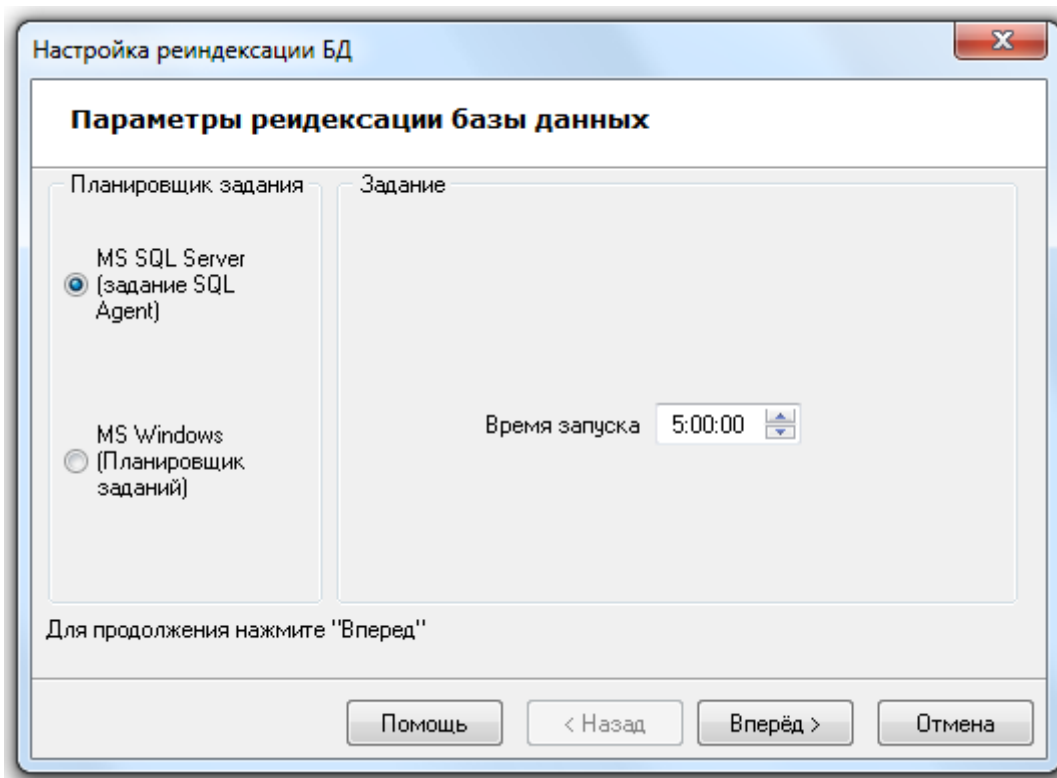 Настройка реиндексации БД
Параметры реидексации базы данных
Планировщик задания
MS SQL Server
(задание SQL
Agent)
MS Windows
(Планировщик
заданий)
Задание
Время запуска 5:00:00
Для продолжения нажмите "Вперед"
Помощь < Назад Вперёд > Отмена